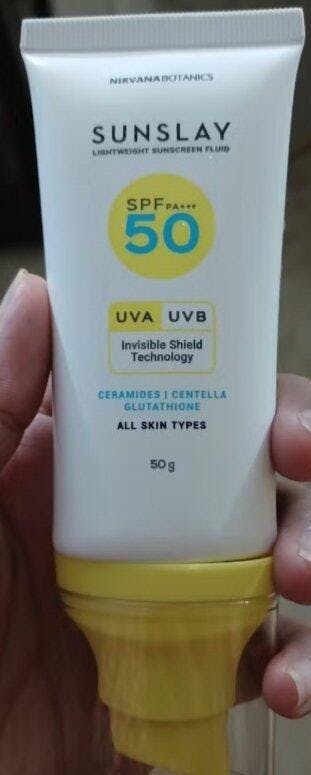 NIRVANABOTANICS
SUNSLAY
LIGHTWEIGHT SUNSCREEN FLUID
SPF PA+++
50
UVA UVB
Invisible Shield
Technology
CERAMIDES | CENTELLA
GLUTATHIONE
ALL SKIN TYPES
50 g